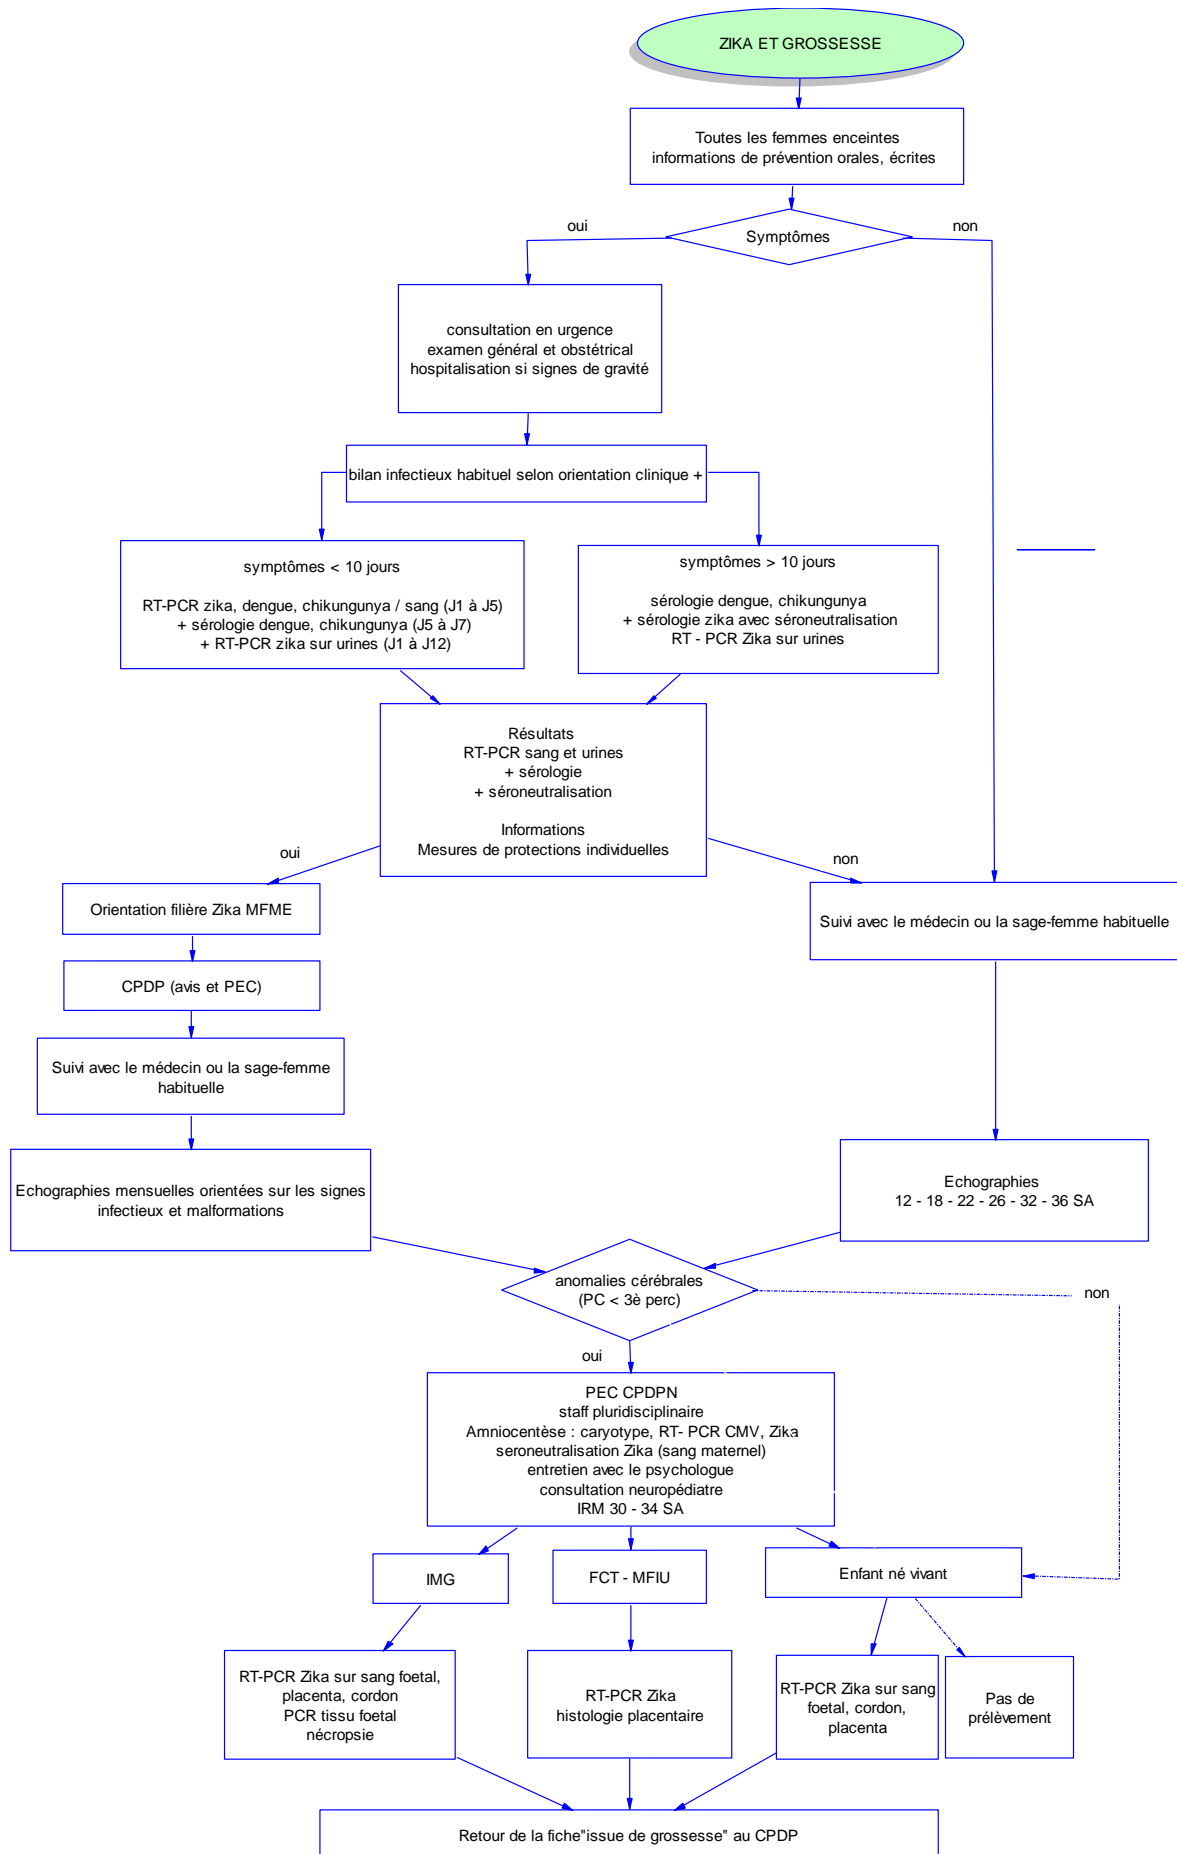 ZIKA ET GROSSESSE
Toutes les femmes enceintes
informations de prévention orales, écrites
oui
Symptômes
non
consultation en urgence
examen général et obstétrical
hospitalisation si signes de gravité
bilan infectieux habituel selon orientation clinique +
symptômes < 10 jours
RT-PCR zika, dengue, chikungunya / sang (J1 à J5)
+ sérologie dengue, chikungunya (J5 à J7)
+ RT-PCR zika sur urines (J1 à J12)
symptômes > 10 jours
sérologie dengue, chikungunya
+ sérologie zika avec séroneutralisation
RT - PCR Zika sur urines
Résultats
RT-PCR sang et urines
+ sérologie
+ séroneutralisation
Informations
Mesures de protections individuelles
oui
non
Orientation filière Zika MFME
Suivi avec le médecin ou la sage-femme habituelle
CPDP (avis et PEC)
Suivi avec le médecin ou la sage-femme
habituelle
Echographies mensuelles orientées sur les signes
infectieux et malformations
Echographies
12 - 18 - 22 - 26 - 32 - 36 SA
anomalies cérébrales
(PC < 3è perc)
non
oui
PEC CPDPN
staff pluridisciplinaire
Amniocentèse : caryotype, RT- PCR CMV, Zika
seroneutralisation Zika (sang maternel)
entretien avec le psychologue
consultation neuropédiatre
IRM 30 - 34 SA
IMG
FCT - MFIU
Enfant né vivant
RT-PCR Zika sur sang foetal,
placenta, cordon
PCR tissu foetal
nécropsie
RT-PCR Zika
histologie placentaire
RT-PCR Zika sur sang
foetal, cordon,
placenta
Pas de
prélèvement
Retour de la fiche"issue de grossesse" au CPDP